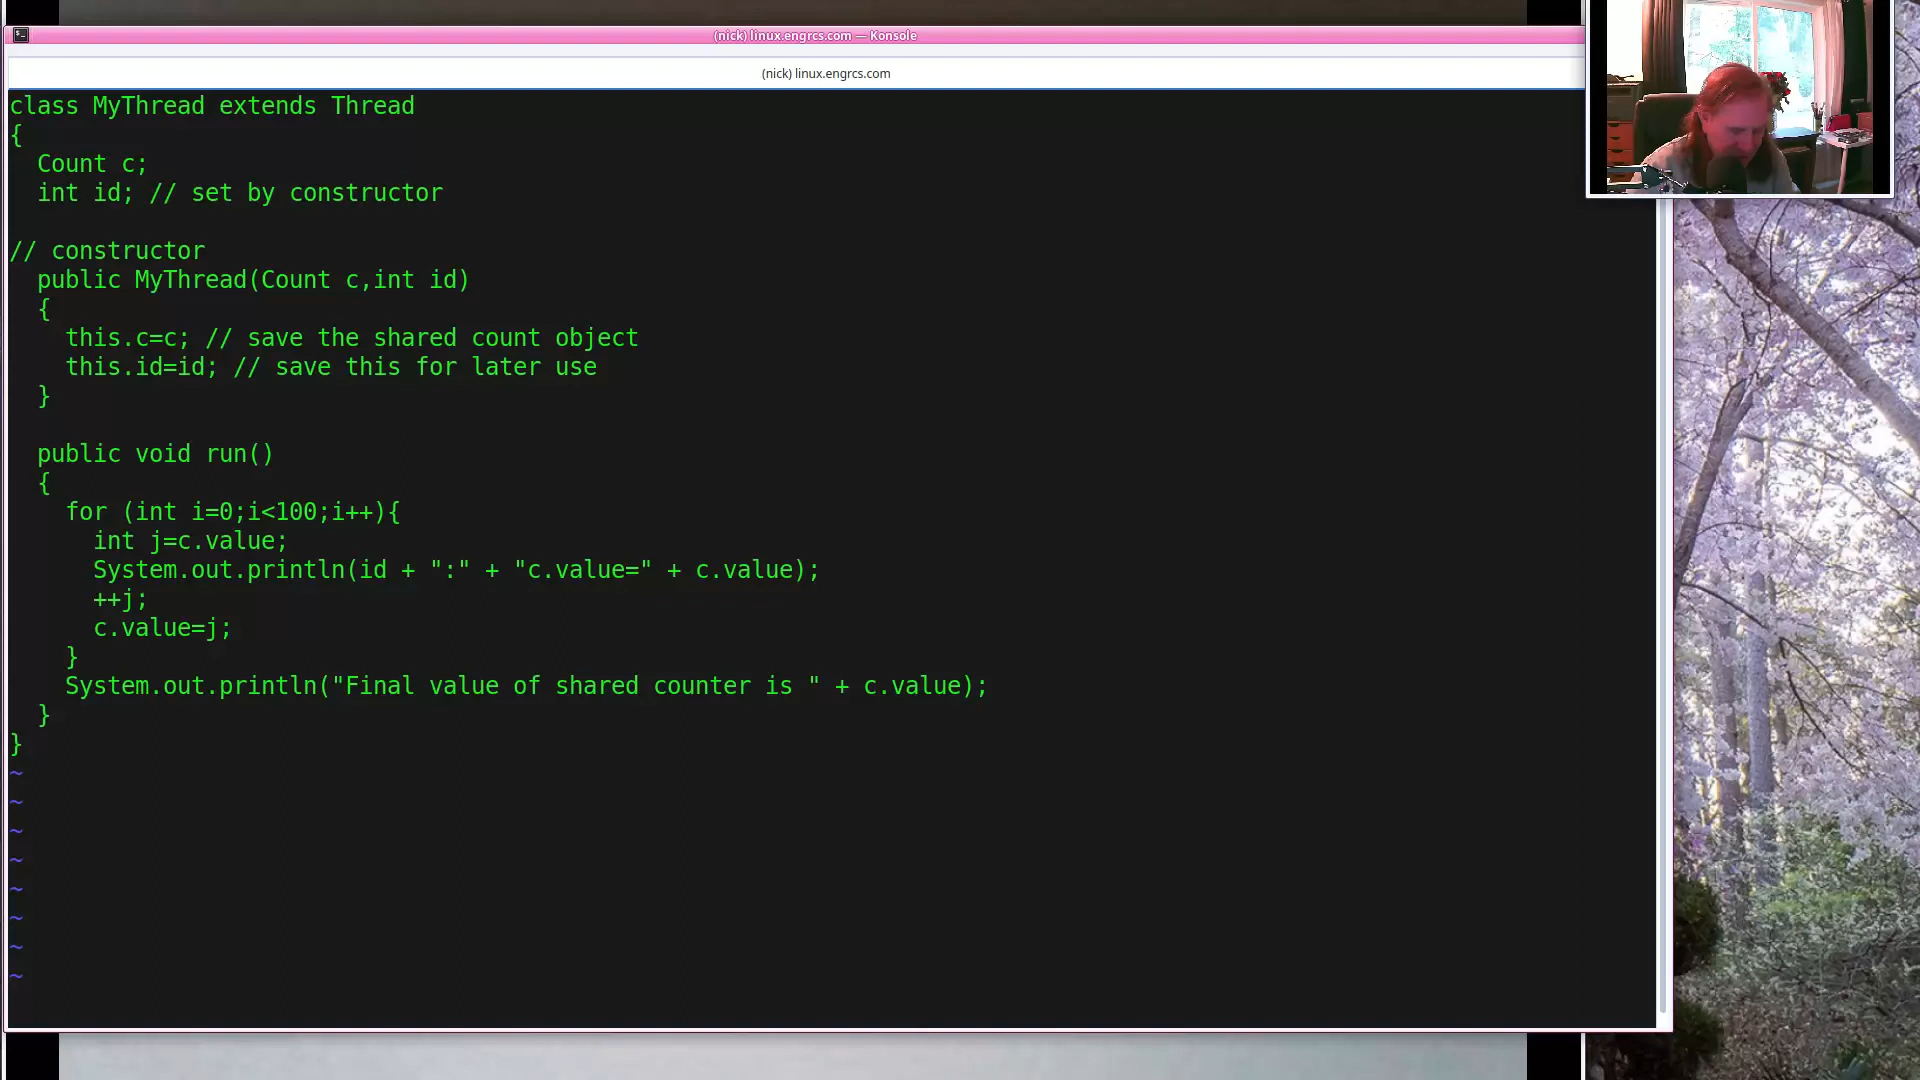 (nick) linux.engrcs.com — Konsole
(nick) linux.engrcs.com
class MyThread extends Thread
{
  Count c;
  int id; // set by constructor

// constructor
  public MyThread(Count c,int id)
  {
    this.c=c; // save the shared count object
    this.id=id; // save this for later use
  }

  public void run()
  {
    for (int i=0;i<100;i++){
      int j=c.value;
      System.out.println(id + ":" + "c.value=" + c.value);
      ++j;
      c.value=j;
    }
    System.out.println("Final value of shared counter is " + c.value);
  }
}
~
~
~
~
~
~
~
~